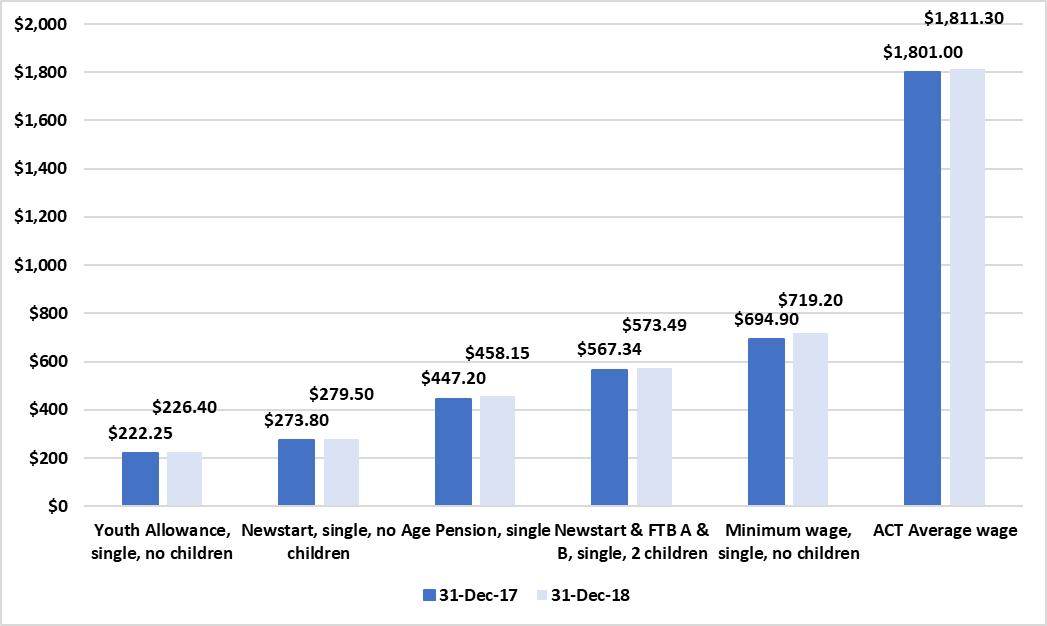 $2,000
$1,800
$1,600
$1,400
$1,200
$1,000
$800
$600
$400
$200
$0
$222.25
$226.40
$273.80
$279.50
$447.20
$458.15
$567.34
$573.49
$694.90
$719.20
$1,801.00
$1,811.30
Youth Allowance,
single, no children
Newstart, single, no
children
Age Pension, single
Newstart & FTB A &
B, single, 2 children
Minimum wage,
single, no children
ACT Average wage
31-Dec-17
31-Dec-18